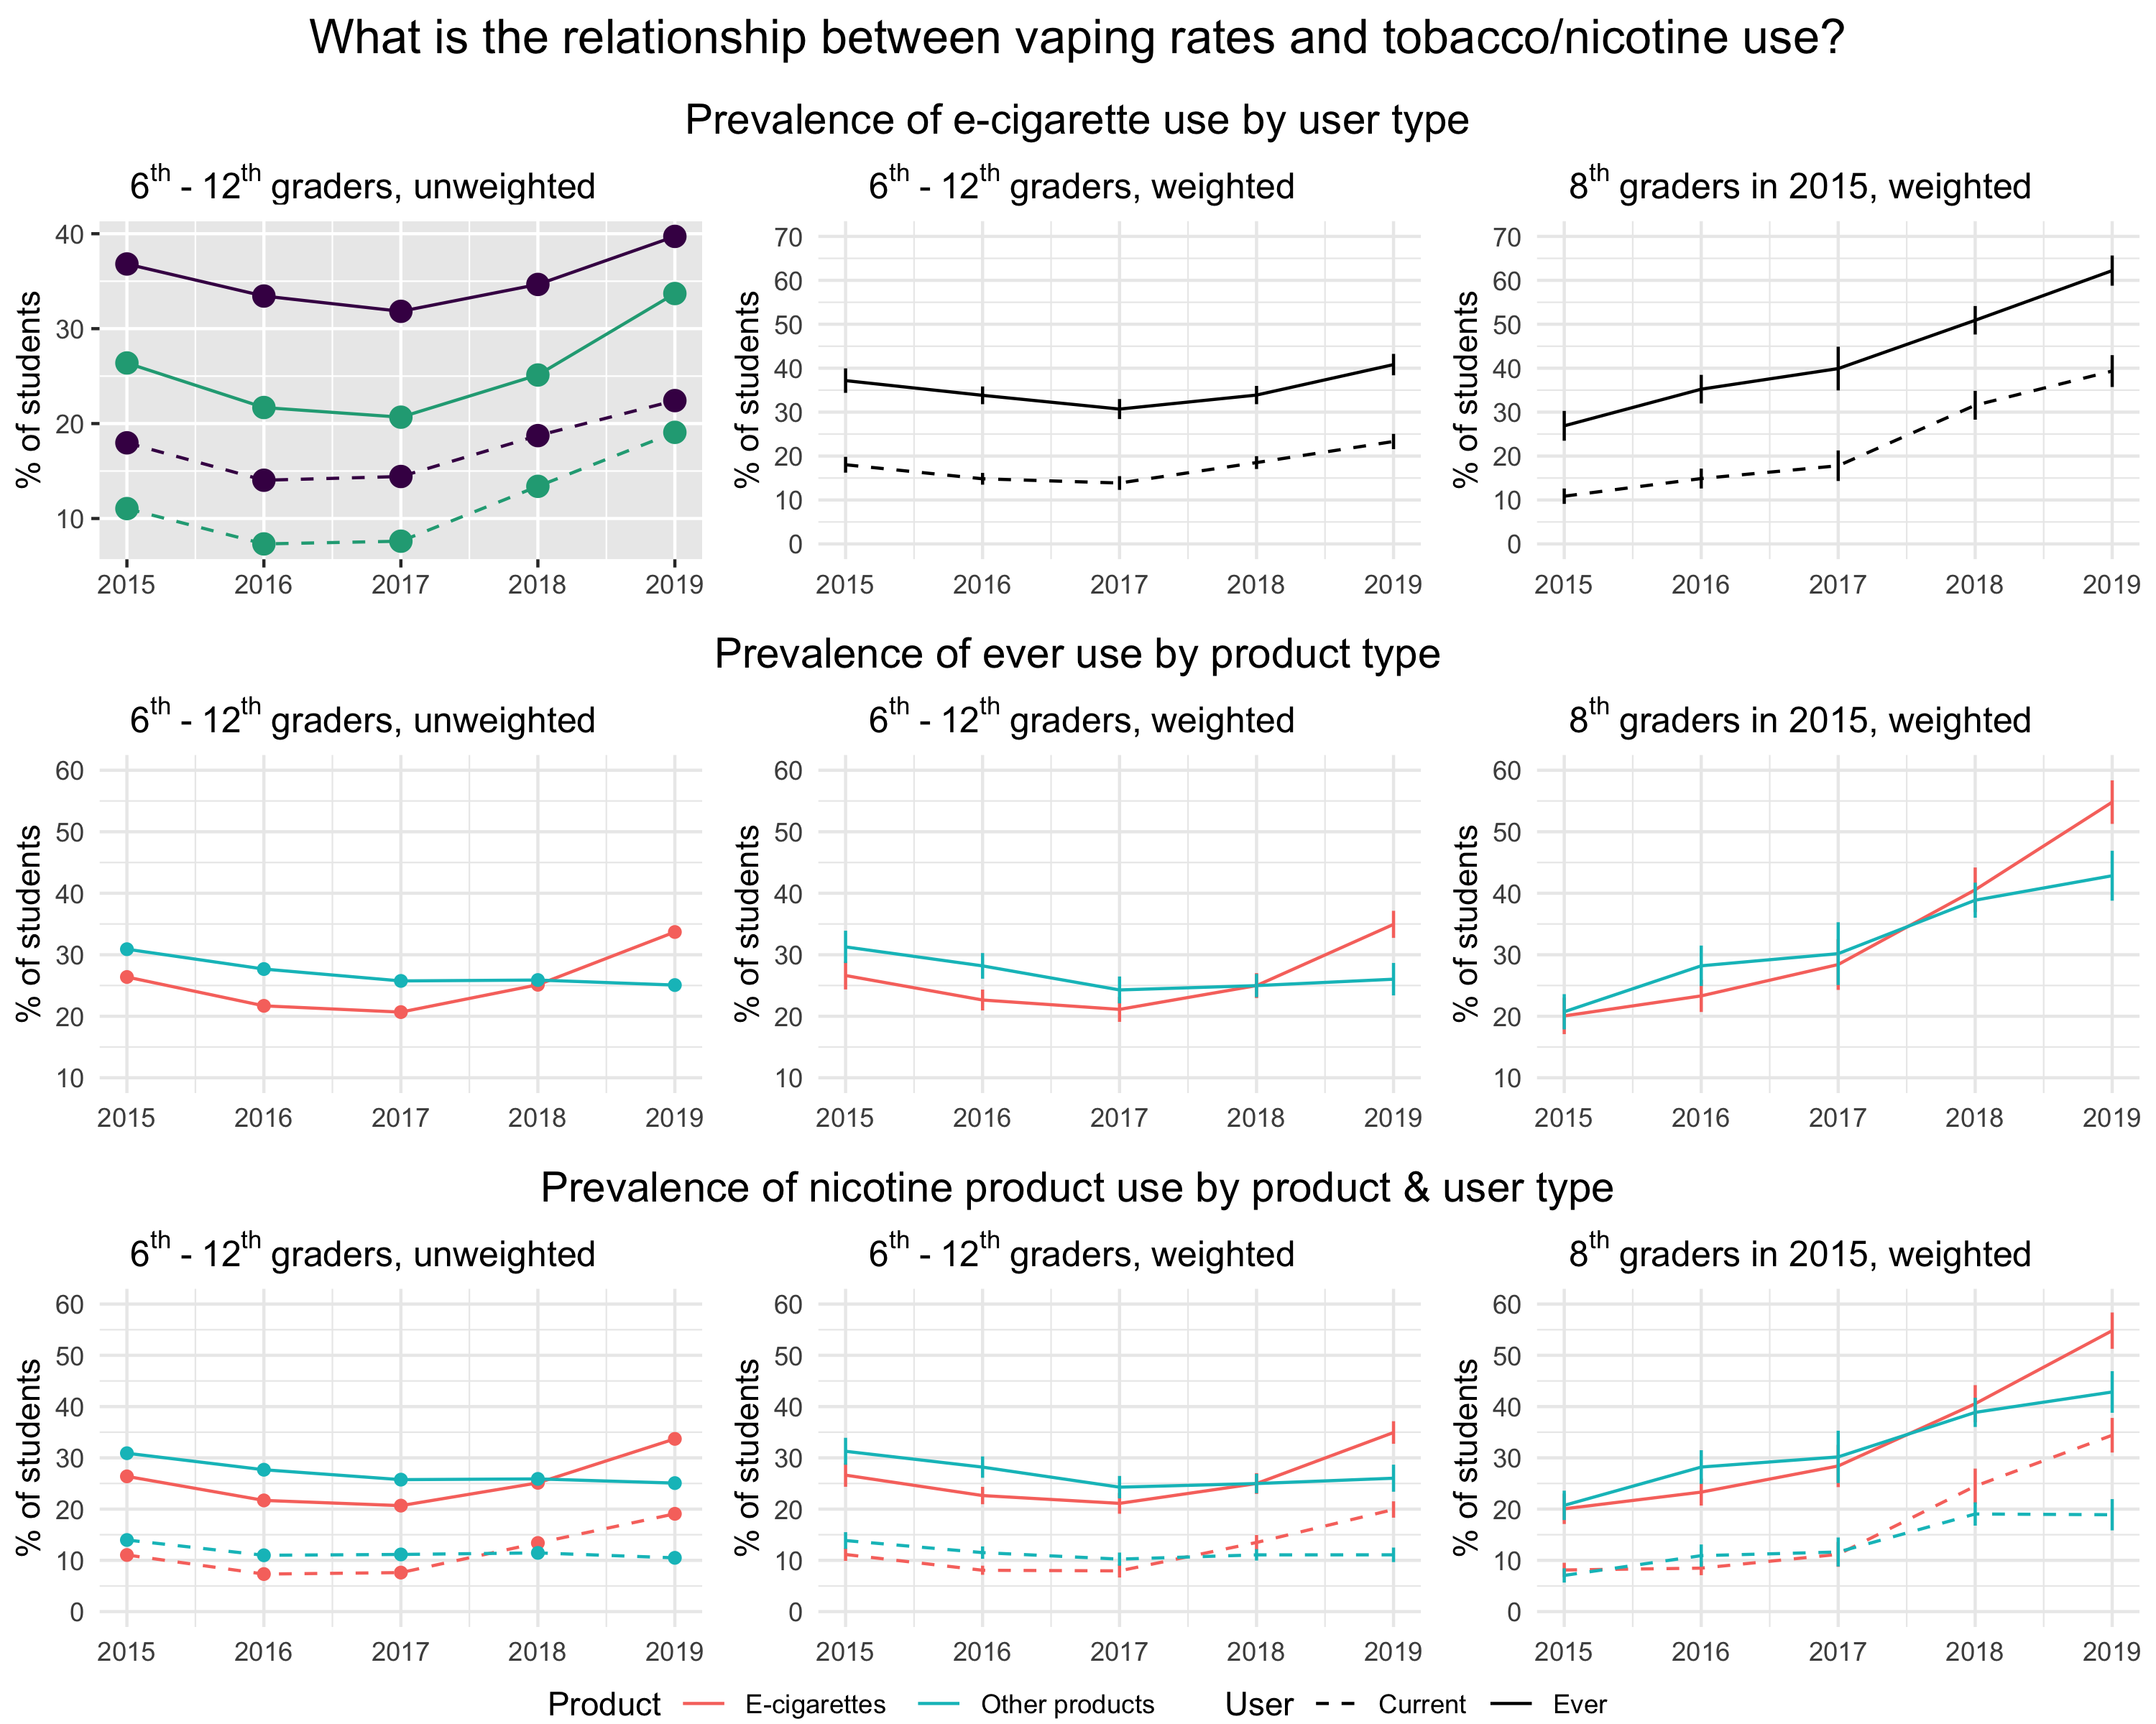 What is the relationship between vaping rates and tobacco/nicotine use?
Prevalence of e-cigarette use by user type
6th - 12th graders, unweighted
% of students
40
30
20
10
2015 2016 2017 2018 2019
6th - 12th graders, weighted
% of students
70
60
50
40
30
20
10
0
2015 2016 2017 2018 2019
8th graders in 2015, weighted
% of students
70
60
50
40
30
20
10
0
2015 2016 2017 2018 2019
Prevalence of ever use by product type
6th - 12th graders, unweighted
% of students
60
50
40
30
20
10
2015 2016 2017 2018 2019
6th - 12th graders, weighted
% of students
60
50
40
30
20
10
2015 2016 2017 2018 2019
8th graders in 2015, weighted
% of students
60
50
40
30
20
10
2015 2016 2017 2018 2019
Prevalence of nicotine product use by product & user type
6th - 12th graders, unweighted
% of students
60
50
40
30
20
10
0
2015 2016 2017 2018 2019
6th - 12th graders, weighted
% of students
60
50
40
30
20
10
0
2015 2016 2017 2018 2019
8th graders in 2015, weighted
% of students
60
50
40
30
20
10
0
2015 2016 2017 2018 2019
Product E-cigarettes Other products User Current Ever